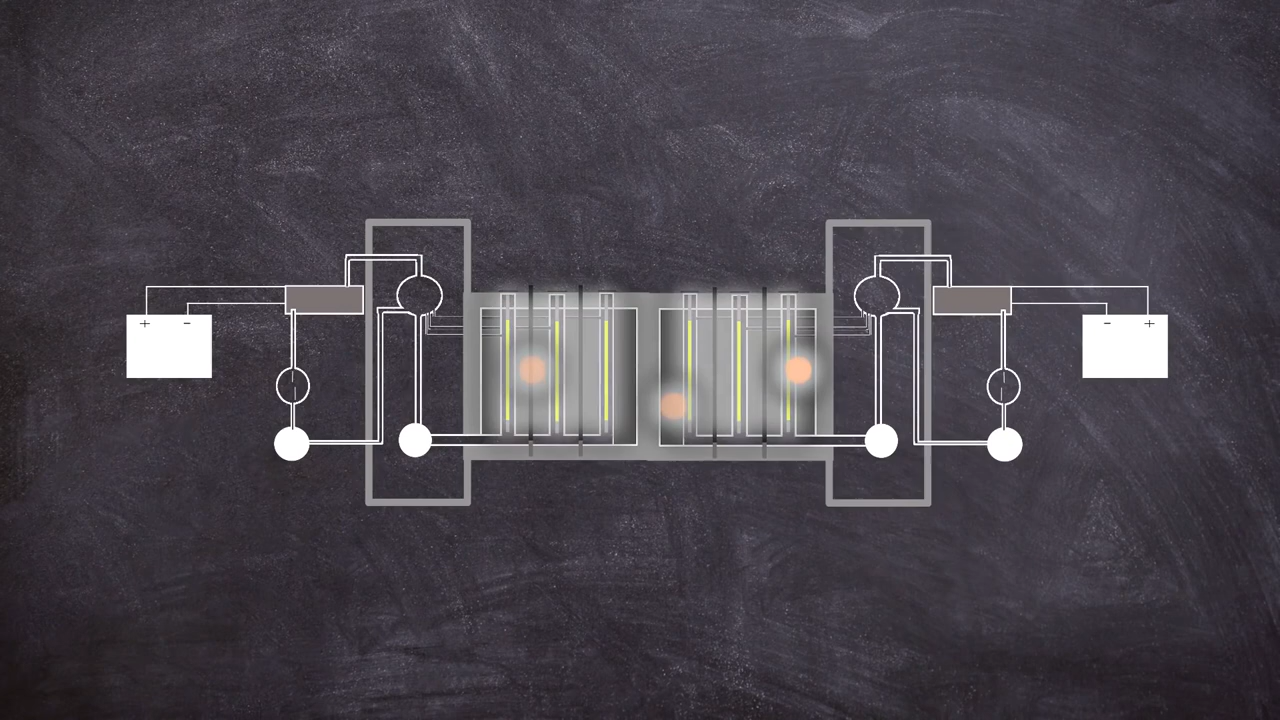 + -
- +